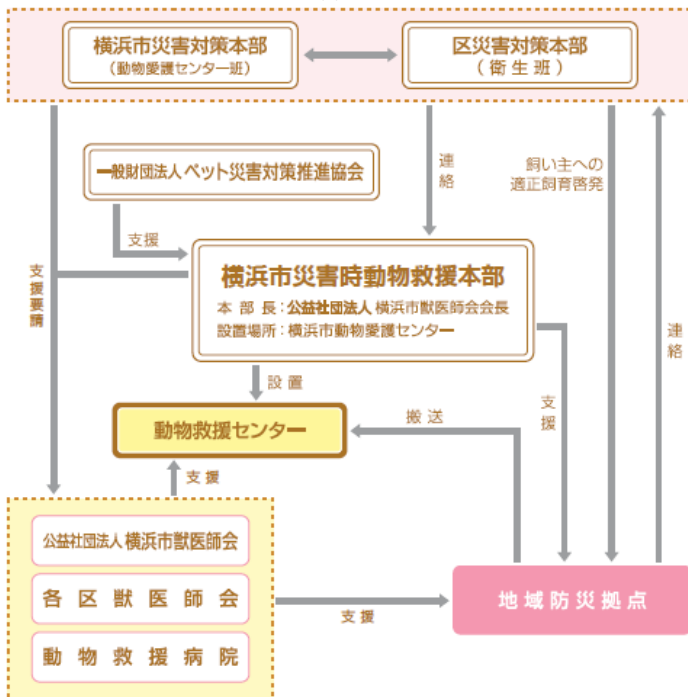 横浜市災害対策本部
（動物愛護センター班）
区災害対策本部
（衛生班）
一般財団法人ペット災害対策推進協会
連絡
飼い主への
適正飼育啓発
支援
横浜市災害時動物救援本部
本部長：公益社団法人 横浜市獣医師会会長
設置場所：横浜市動物愛護センター
支援要請
連絡
設置
支援
動物救援センター
搬送
支援
公益社団法人横浜市獣医師会
各区獣医師会
動物救援病院
支援
地域防災拠点